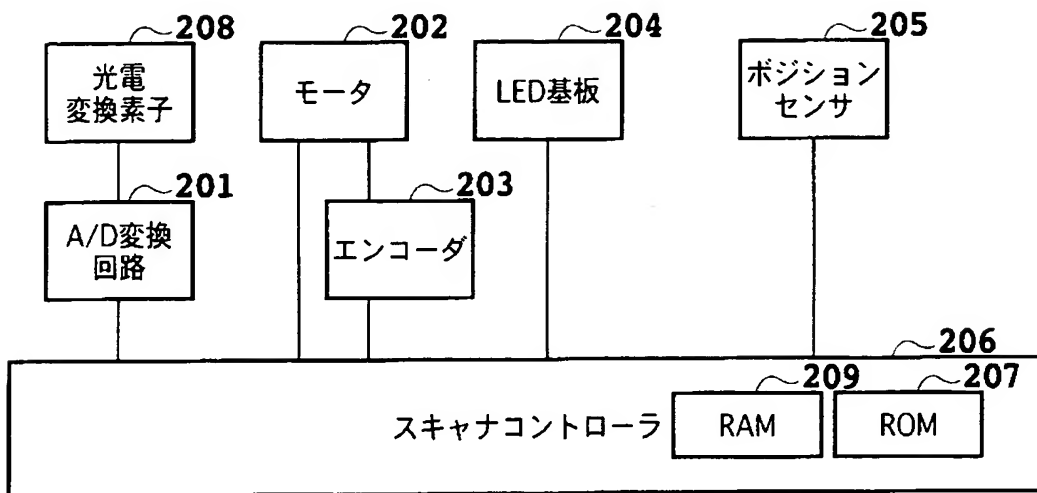 208
202
204
205
光電
変換素子
モータ
LED基板
ポジション
センサ
201
203
A/D変換
回路
エンコーダ
206
209
207
スキャナコントローラ
RAM
ROM